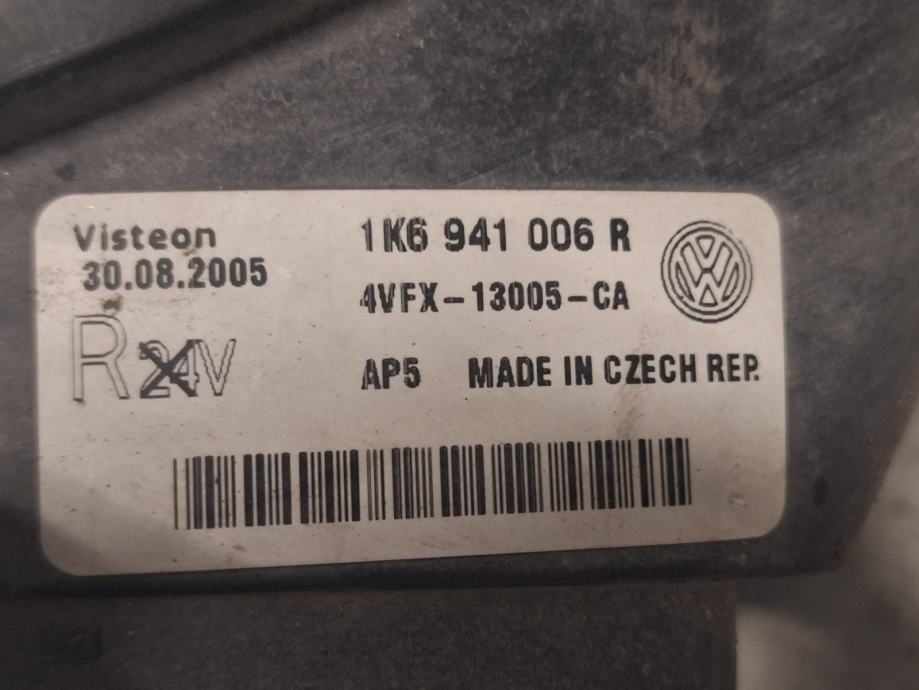 Visteon
30.08.2005
R 24V
1K6 941 006 R
4VFX-13005-CA
AP5 MADE IN CZECH REP.